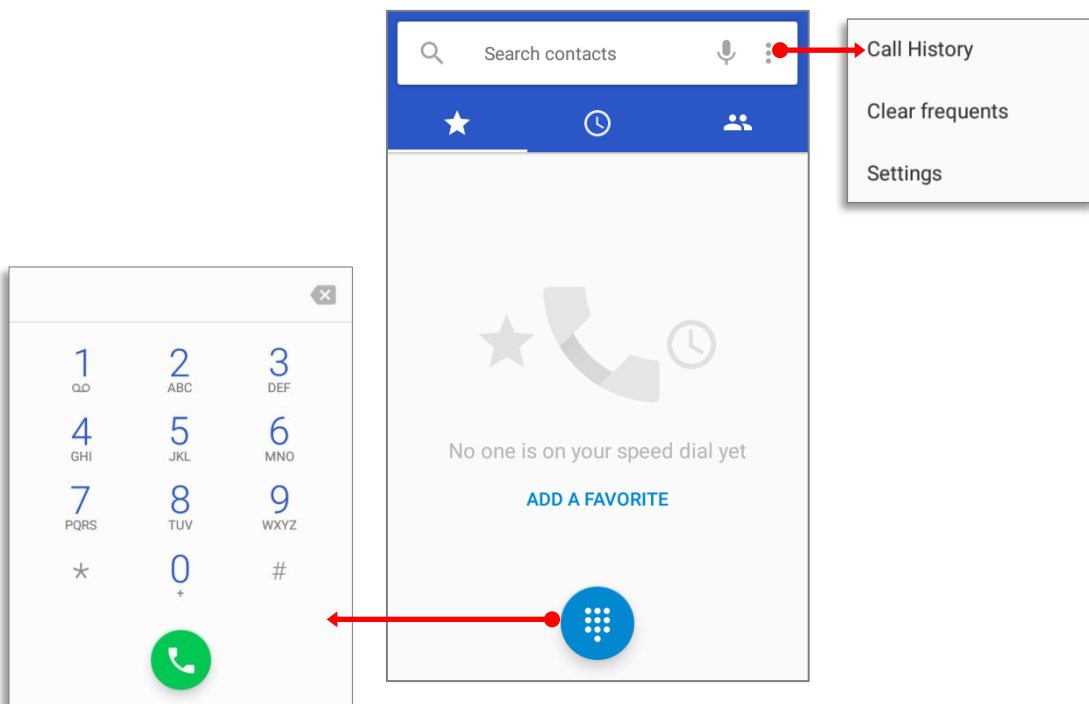 Search contacts
Call History
Clear frequents
Settings
No one is on your speed dial yet
ADD A FAVORITE
1 2 3
ABC DEF
4 5 6
GHI JKL MNO
7 8 9
PQRS TUV WXYZ
* 0 #
+